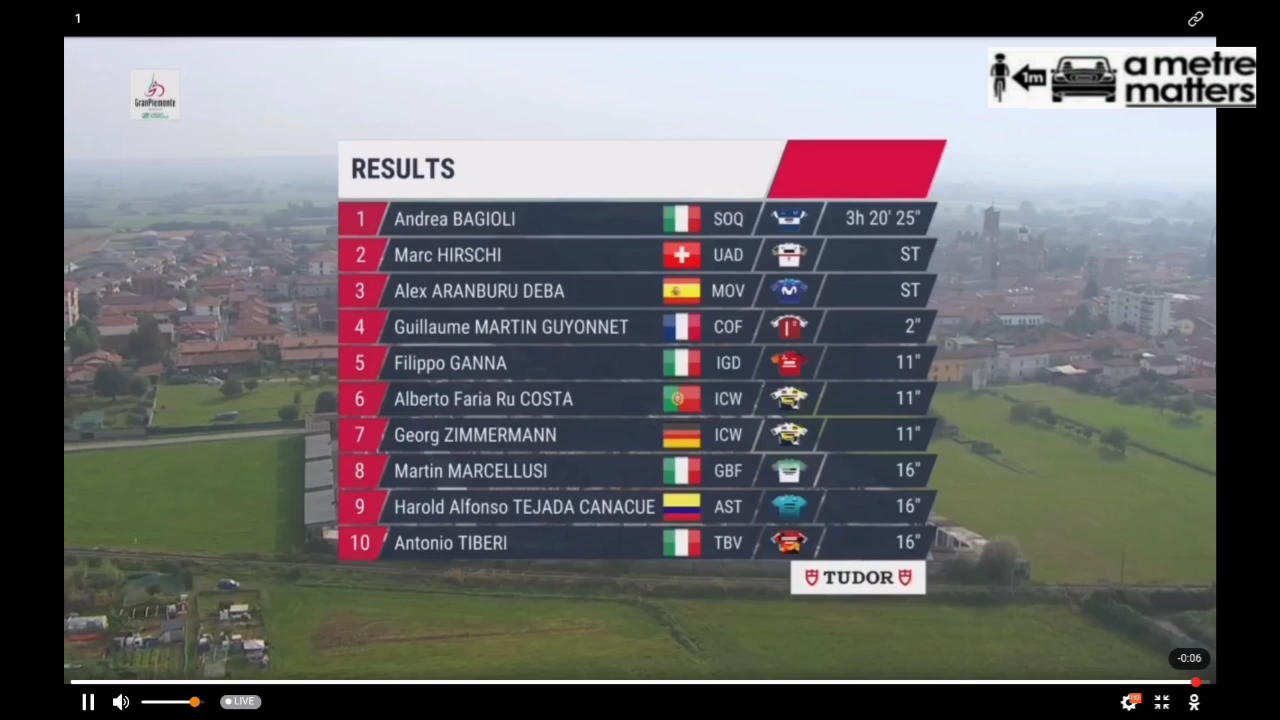 1
GranPiemonte
1m
a metre
matters
RESULTS
1 Andrea BAGIOLI SOQ 3h 20' 25"
2 Marc HIRSCHI UAD ST
3 Alex ARANBURU DEBA MOV ST
4 Guillaume MARTIN GUYONNET COF 2"
5 Filippo GANNA IGD 11"
6 Alberto Faria Ru COSTA ICW 11"
7 Georg ZIMMERMANN ICW 11"
8 Martin MARCELLUSI GBF 16"
9 Harold Alfonso TEJADA CANACUE AST 16"
10 Antonio TIBERI TBV 16"
TUDOR
-0:06
LIVE